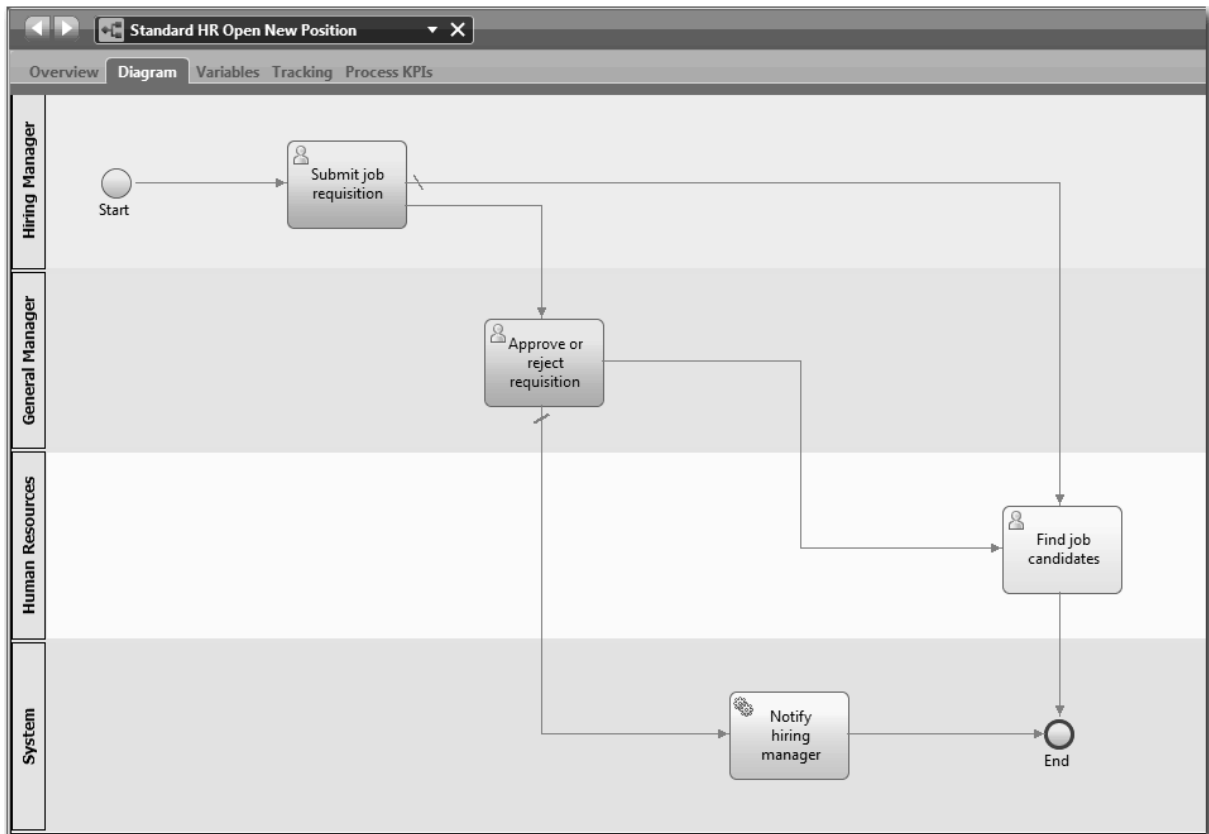 Standard HR Open New Position
Overview Diagram Variables Tracking Process KPIs
Hiring Manager
Start
Submit job
requisition
General Manager
Approve or
reject
requisition
Human Resources
Find job
candidates
System
Notify
hiring
manager
End